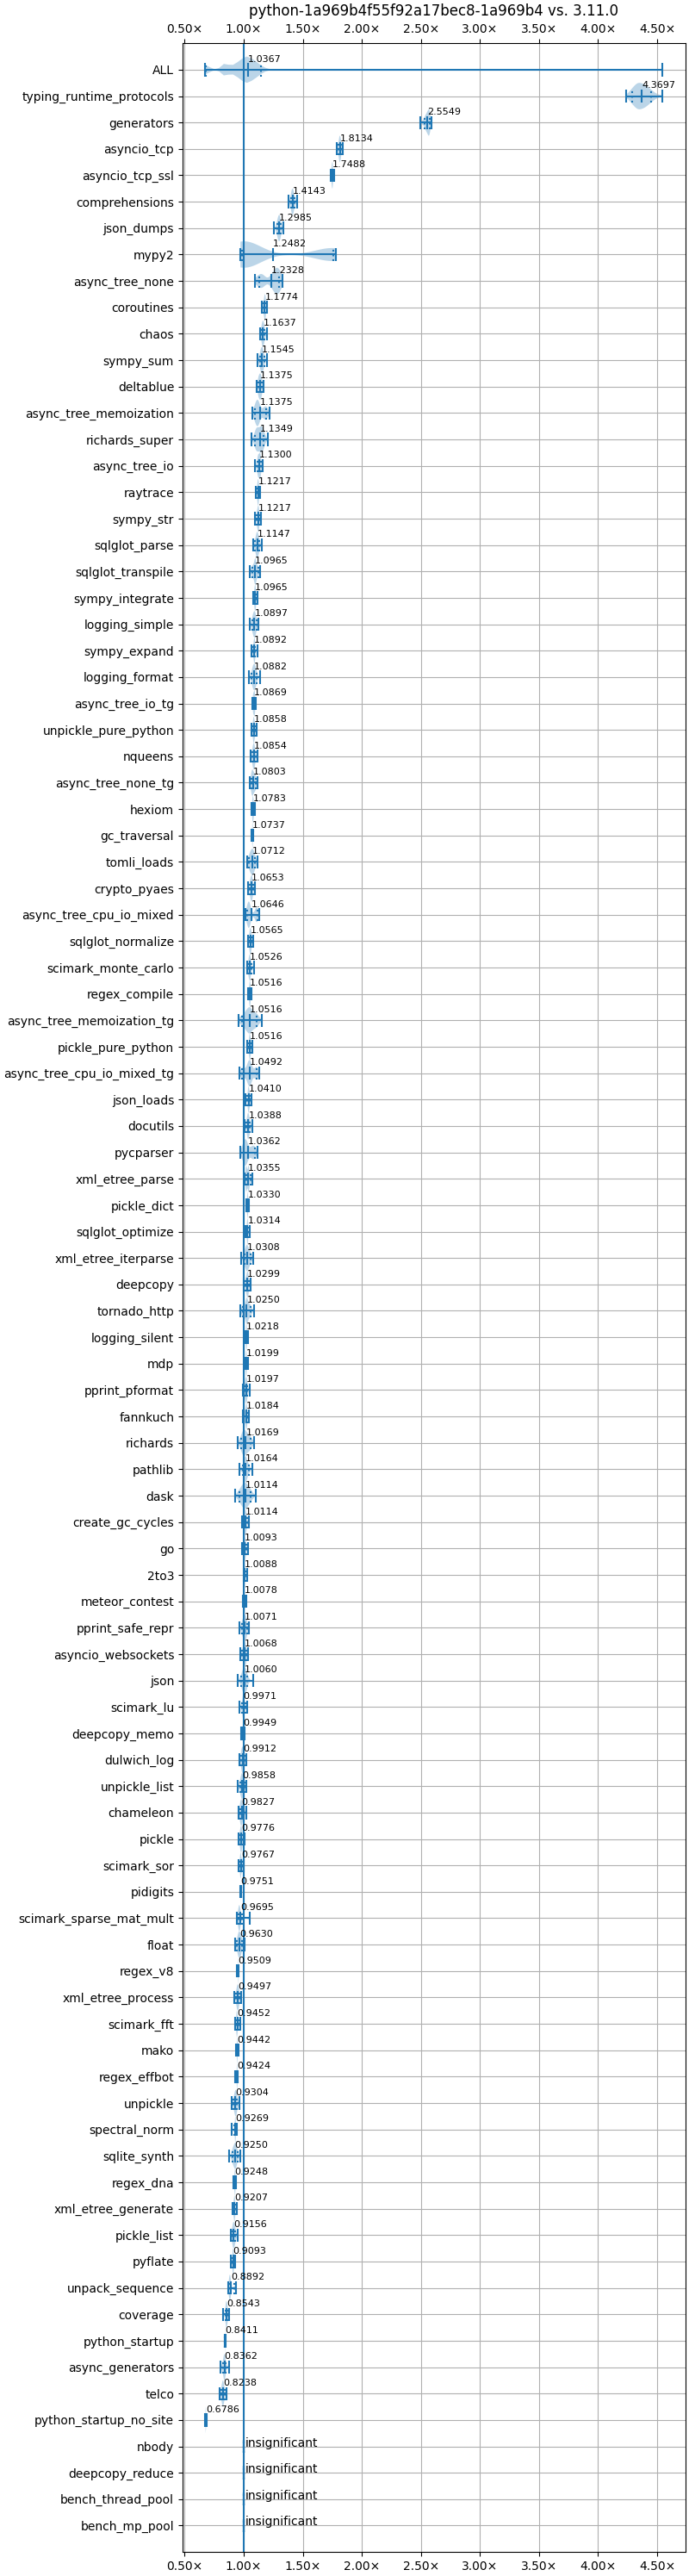 python-1a969b4f55f92a17bec8-1a969b4 vs. 3.11.0
0.50× 1.00× 1.50× 2.00× 2.50× 3.00× 3.50× 4.00× 4.50×
ALL 1.0367
typing_runtime_protocols 4.3697
generators 2.5549
asyncio_tcp 1.8134
asyncio_tcp_ssl 1.7488
comprehensions 1.4143
json_dumps 1.2985
mypy2 1.2482
async_tree_none 1.2328
coroutines 1.1774
chaos 1.1637
sympy_sum 1.1545
deltablue 1.1375
async_tree_memoization 1.1375
richards_super 1.1349
async_tree_io 1.1300
raytrace 1.1217
sympy_str 1.1217
sqlglot_parse 1.1147
sqlglot_transpile 1.0965
sympy_integrate 1.0965
logging_simple 1.0897
sympy_expand 1.0892
logging_format 1.0882
async_tree_io_tg 1.0869
unpickle_pure_python 1.0858
nqueens 1.0854
async_tree_none_tg 1.0803
hexiom 1.0783
gc_traversal 1.0737
tomli_loads 1.0712
crypto_pyaes 1.0653
async_tree_cpu_io_mixed 1.0646
sqlglot_normalize 1.0565
scimark_monte_carlo 1.0526
regex_compile 1.0516
async_tree_memoization_tg 1.0516
pickle_pure_python 1.0516
async_tree_cpu_io_mixed_tg 1.0492
json_loads 1.0410
docutils 1.0388
pycparser 1.0362
xml_etree_parse 1.0355
pickle_dict 1.0330
sqlglot_optimize 1.0314
xml_etree_iterparse 1.0308
deepcopy 1.0299
tornado_http 1.0250
logging_silent 1.0218
mdp 1.0199
pprint_pformat 1.0197
fannkuch 1.0184
richards 1.0169
pathlib 1.0164
dask 1.0114
create_gc_cycles 1.0114
go 1.0093
2to3 1.0088
meteor_contest 1.0078
pprint_safe_repr 1.0071
asyncio_websockets 1.0068
json 1.0060
scimark_lu 0.9971
deepcopy_memo 0.9949
dulwich_log 0.9912
unpickle_list 0.9858
chameleon 0.9827
pickle 0.9776
scimark_sor 0.9767
pidigits 0.9751
scimark_sparse_mat_mult 0.9695
float 0.9630
regex_v8 0.9509
xml_etree_process 0.9497
scimark_fft 0.9452
mako 0.9442
regex_effbot 0.9424
unpickle 0.9304
spectral_norm 0.9269
sqlite_synth 0.9250
regex_dna 0.9248
xml_etree_generate 0.9207
pickle_list 0.9156
pyflate 0.9093
unpack_sequence 0.8892
coverage 0.8543
python_startup 0.8411
async_generators 0.8362
telco 0.8238
python_startup_no_site 0.6786
nbody insignificant
deepcopy_reduce insignificant
bench_thread_pool insignificant
bench_mp_pool insignificant
0.50× 1.00× 1.50× 2.00× 2.50× 3.00× 3.50× 4.00× 4.50×